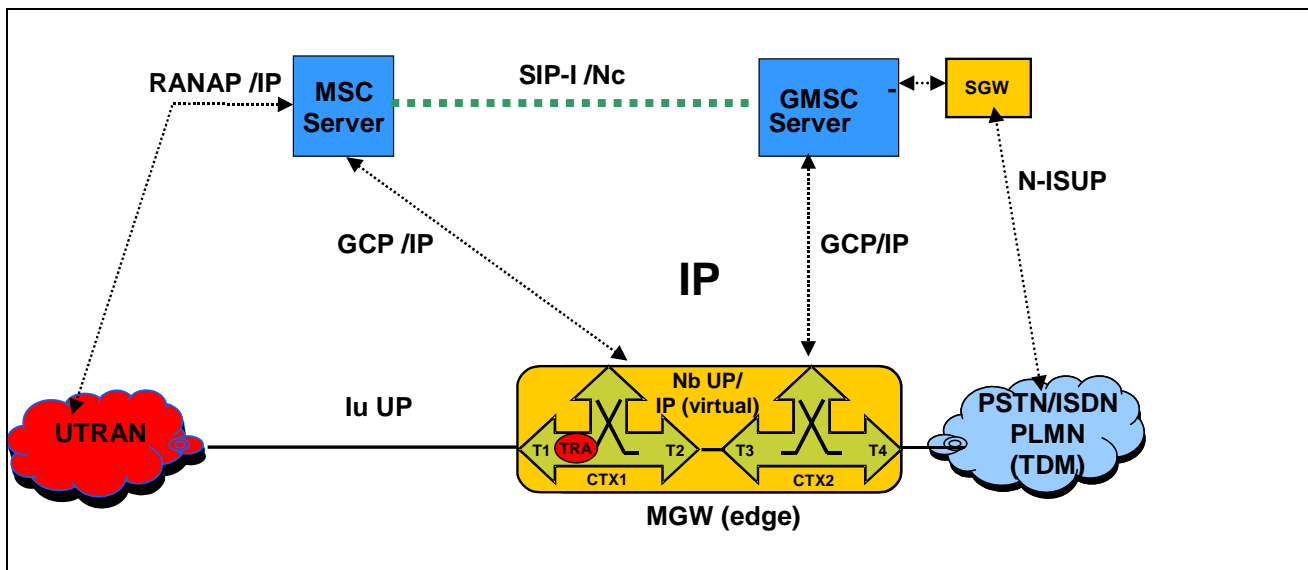 RANAP /IP
MSC
Server
SIP-I /Nc
GMSC -
Server
SGW
N-ISUP
GCP /IP
GCP/IP
IP
Iu UP
UTRAN
Nb UP/
IP (virtual)
T1 TRA T2 T3 T4
CTX1 CTX2
MGW (edge)
PSTN/ISDN
PLMN
(TDM)